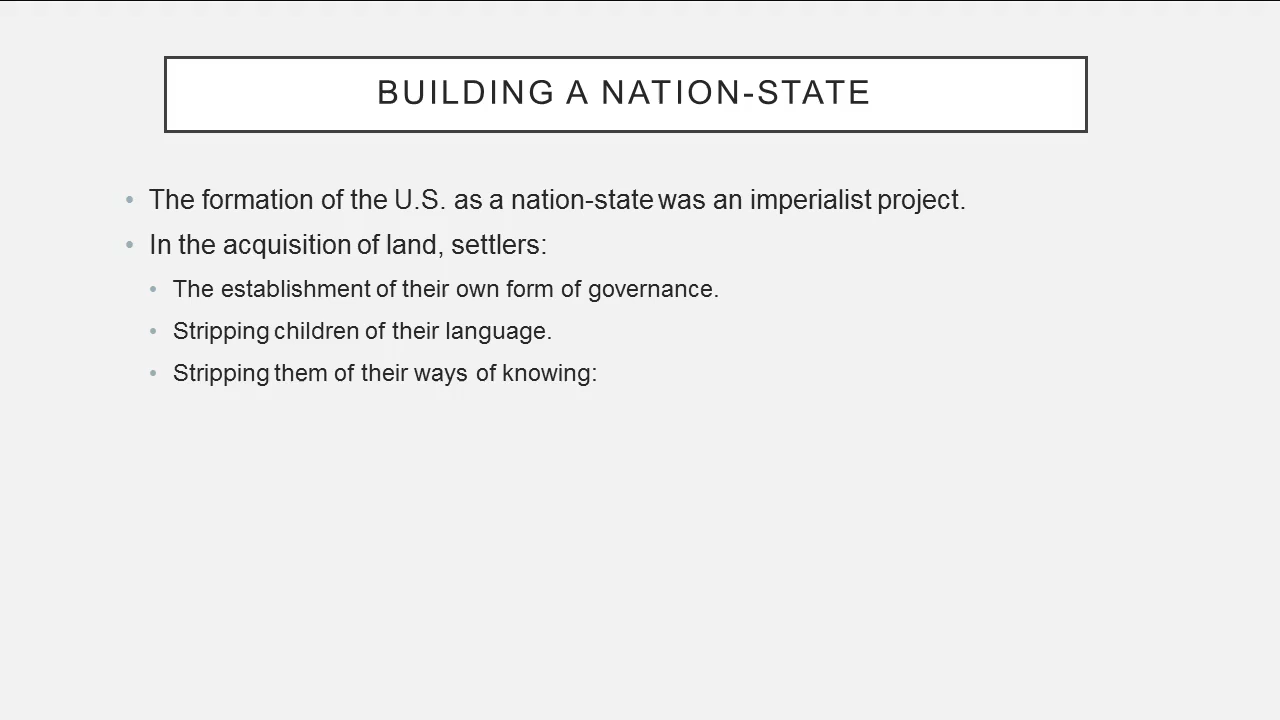 BUILDING A NATION-STATE
• The formation of the U.S. as a nation-state was an imperialist project.
• In the acquisition of land, settlers:
• The establishment of their own form of governance.
• Stripping children of their language.
• Stripping them of their ways of knowing: